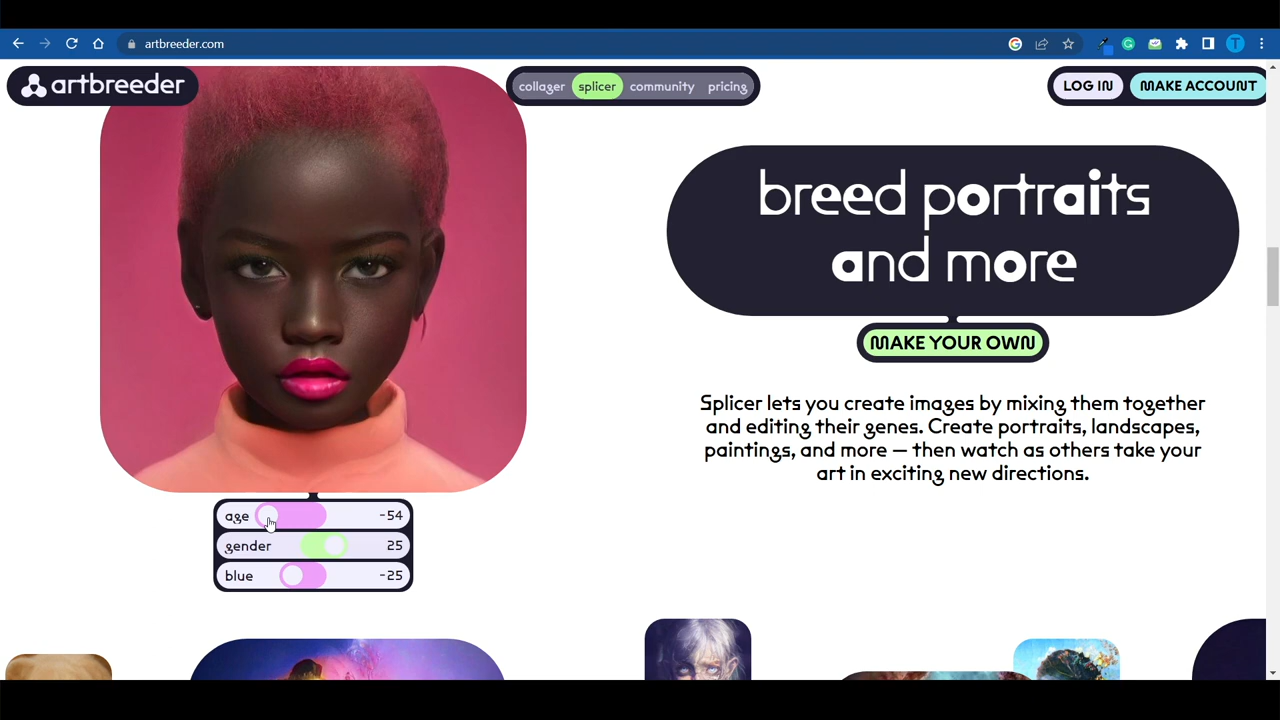 artbreeder.com
T
artbreeder
collager splicer community pricing
LOG IN MAKE ACCOUNT
breed portraits
and more
MAKE YOUR OWN
Splicer lets you create images by mixing them together
and editing their genes. Create portraits, landscapes,
paintings, and more — then watch as others take your
art in exciting new directions.
age -54
gender 25
blue -25